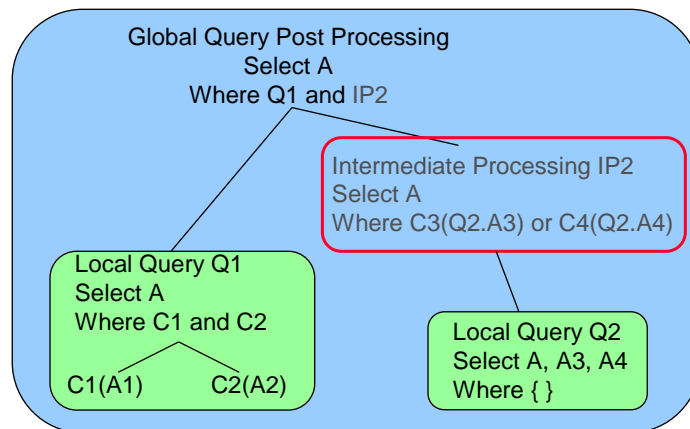 Global Query Post Processing
Select A
Where Q1 and IP2
Intermediate Processing IP2
Select A
Where C3(Q2.A3) or C4(Q2.A4)
Local Query Q1
Select A
Where C1 and C2
C1(A1)
C2(A2)
Local Query Q2
Select A, A3, A4
Where { }